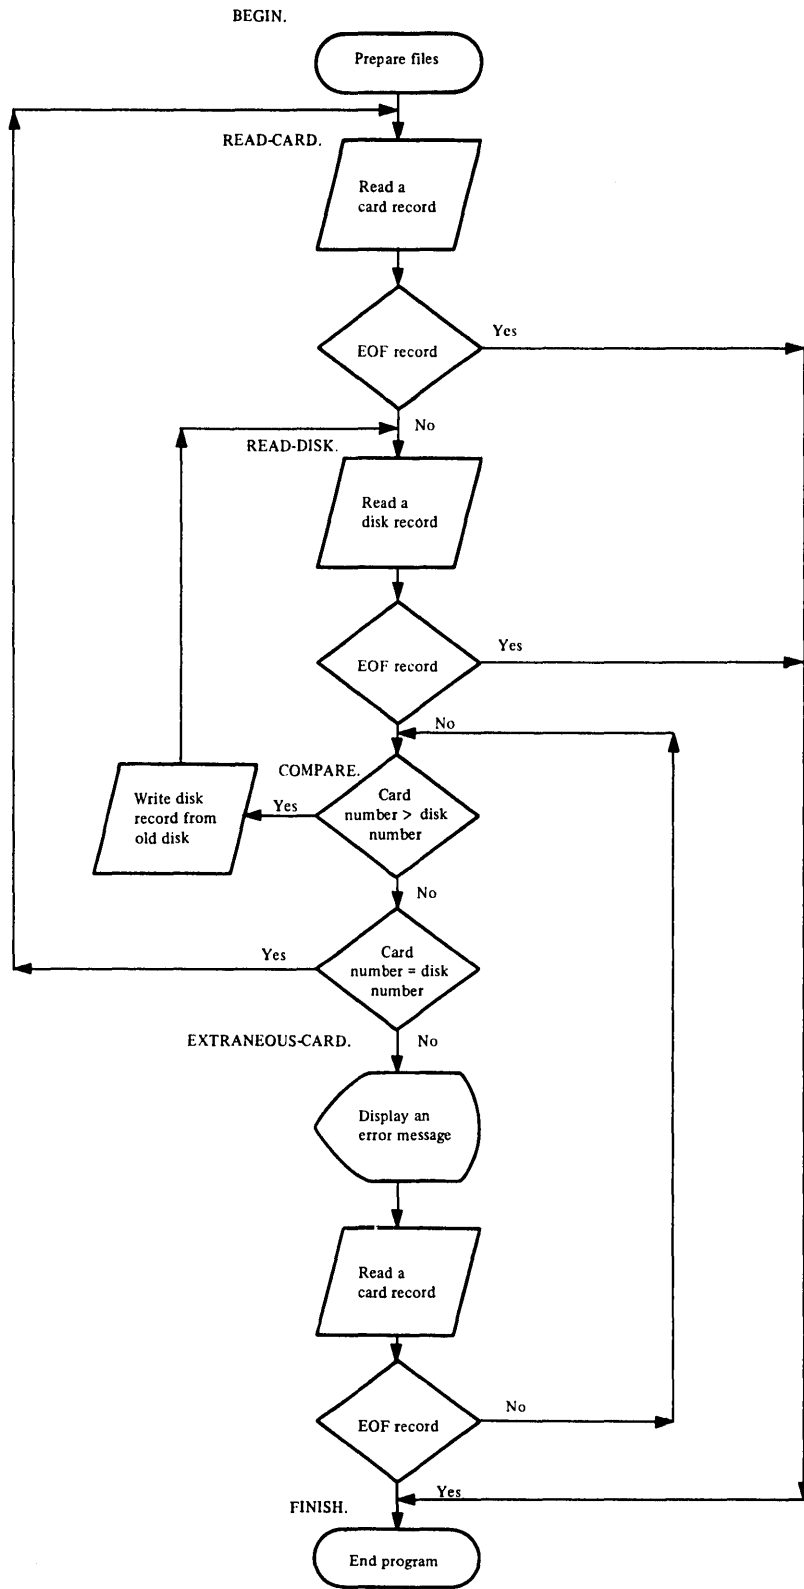 BEGIN.
Prepare files
READ-CARD.
Read a
card record
Yes
EOF record
No
READ-DISK.
Read a
disk record
Yes
EOF record
No
COMPARE.
Card
number > disk
number
Yes
Write disk
record from
old disk
No
Yes
Card
number = disk
number
EXTRANEOUS-CARD.
No
Display an
error message
Read a
card record
No
EOF record
Yes
FINISH.
End program